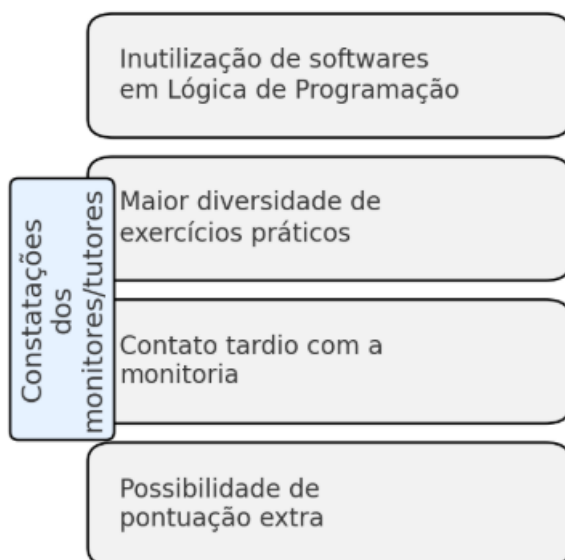 Inutilização de softwares
em Lógica de Programação
Maior diversidade de
exercícios práticos
Constatações
dos
monitores/tutores
Contato tardio com a
monitoria
Possibilidade de
pontuação extra